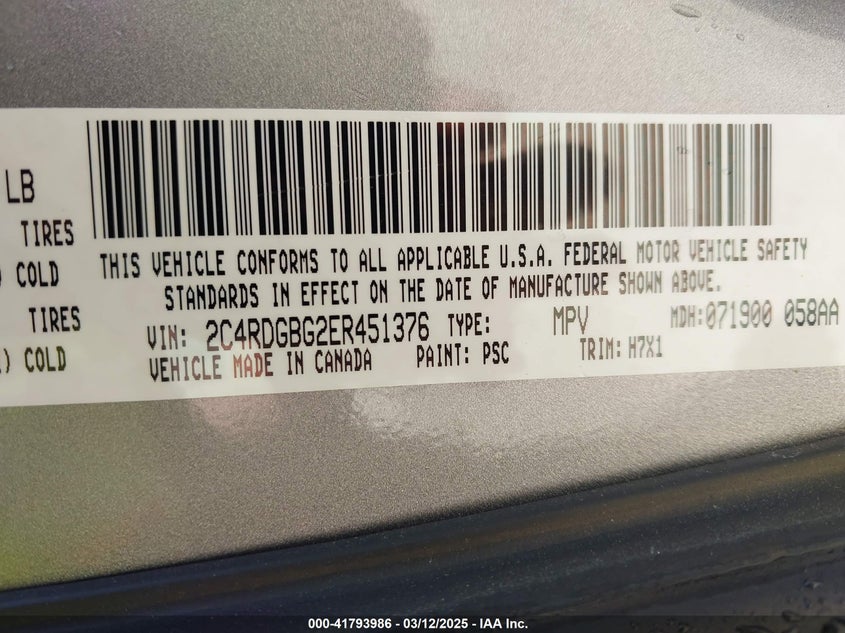 LB
TIRES
) COLD
TIRES
) COLD
THIS VEHICLE CONFORMS TO ALL APPLICABLE U.S.A. FEDERAL MOTOR VEHICLE SAFETY
STANDARDS IN EFFECT ON THE DATE OF MANUFACTURE SHOWN ABOVE.
VIN: 2C4RDGBG2ER451376 TYPE: MPV MDH:071900 058AA
VEHICLE MADE IN CANADA PAINT: PSC TRIM: H7X1
000-41793986 - 03/12/2025 - IAA Inc.